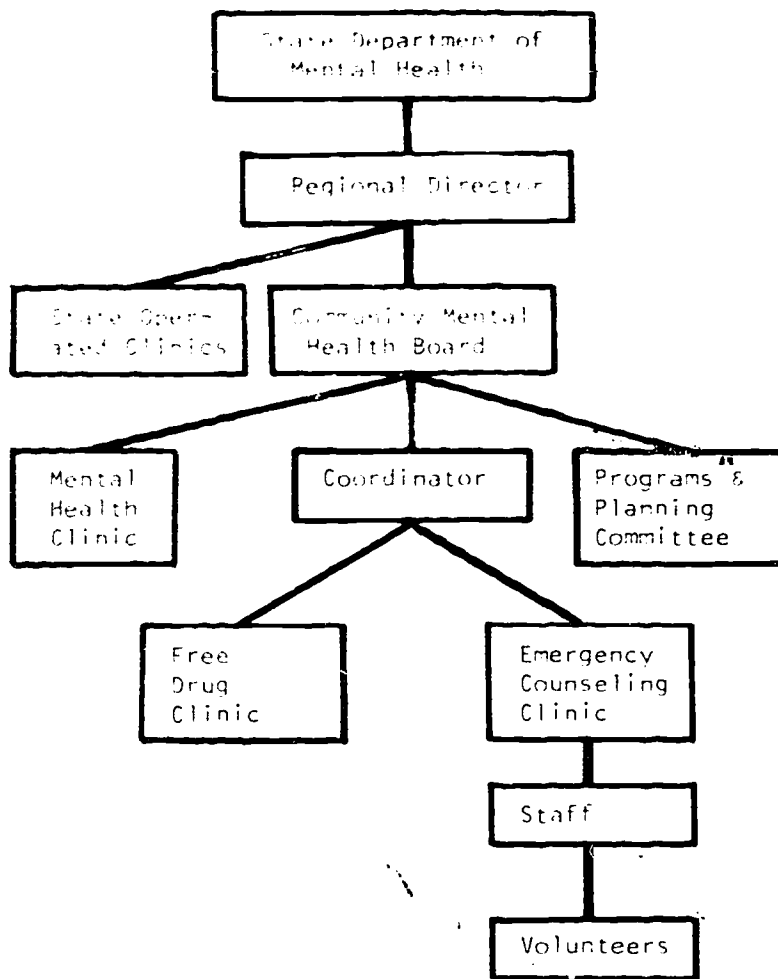 State Department of
Mental Health
Regional Director
State Oper-
ated Clinics
Community Mental
Health Board
Mental
Health
Clinic
Coordinator
Programs &
Planning
Committee
Free
Drug
Clinic
Emergency
Counseling
Clinic
Staff
Volunteers